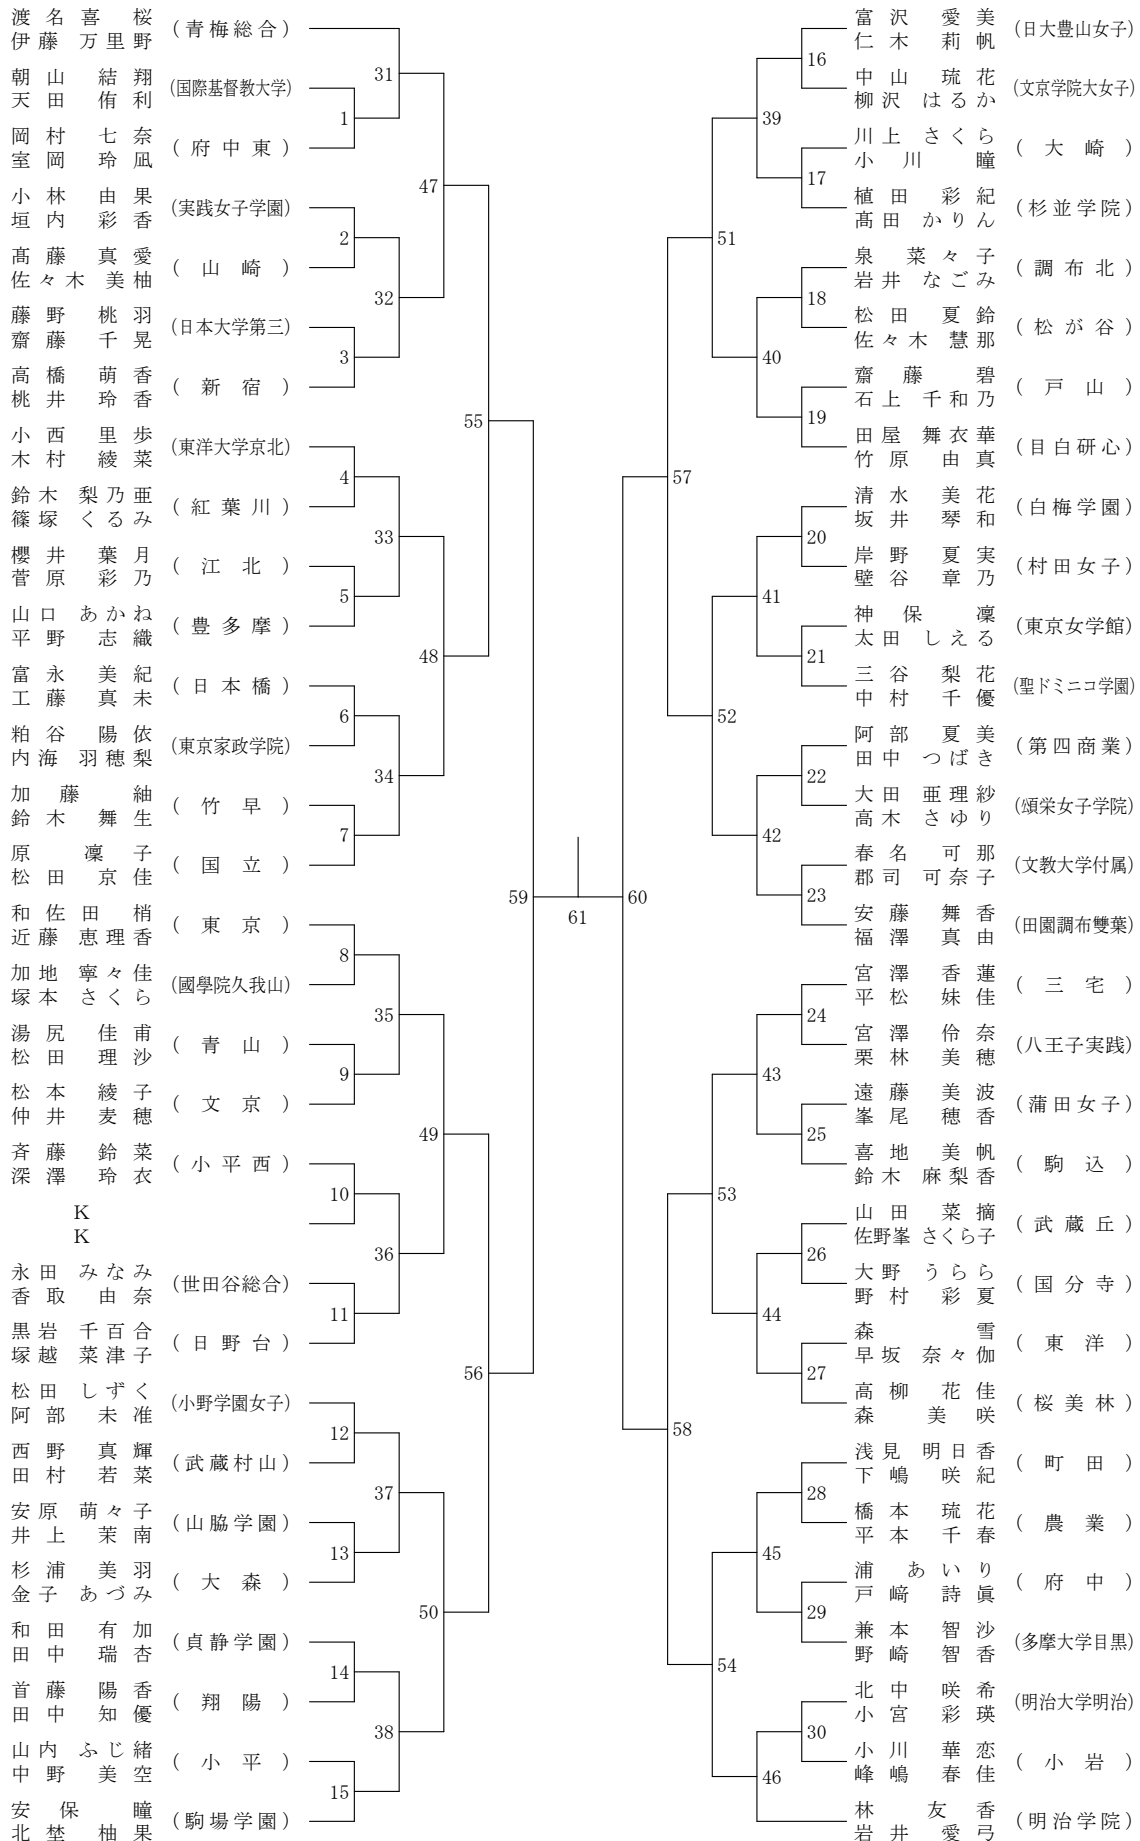 渡名喜 桜
伊藤 万里野
(青梅総合)
朝山 結翔
天田 侑利
(国際基督教大学)
岡村 七奈
室岡 玲凪
(府中東)
小林 由果
垣内 彩香
(実践女子学園)
髙藤 真愛
佐々木 美柚
(山崎)
藤野 桃羽
齋藤 千晃
(日本大学第三)
高橋 萌香
桃井 玲香
(新宿)
小西 里歩
木村 綾菜
(東洋大学京北)
鈴木 梨乃亜
篠塚 くるみ
(紅葉川)
櫻井 葉月
菅原 彩乃
(江北)
山口 あかね
平野 志織
(豊多摩)
富永 美紀
工藤 真未
(日本橋)
粕谷 陽依
内海 羽穂梨
(東京家政学院)
加藤 紬
鈴木 舞生
(竹早)
原 凜子
松田 京佳
(国立)
和佐田 梢
近藤 恵理香
(東京)
加地 寧々佳
塚本 さくら
(國學院久我山)
湯尻 佳甫
松田 理沙
(青山)
松本 綾子
仲井 麦穂
(文京)
斉藤 鈴菜
深澤 玲衣
(小平西)
K
K
永田 みなみ
香取 由奈
(世田谷総合)
黒岩 千百合
塚越 菜津子
(日野台)
松田 しずく
阿部 未准
(小野学園女子)
西野 真輝
田村 若菜
(武蔵村山)
安原 萌々子
井上 茉南
(山脇学園)
杉浦 美羽
金子 あづみ
(大森)
和田 有加
田中 瑞杏
(貞静学園)
首藤 陽香
田中 知優
(翔陽)
山内 ふじ緒
中野 美空
(小平)
安保 瞳
北埜 柚果
(駒場学園)
31
1
47
2
32
3
55
4
33
5
48
6
34
7
59
8
35
9
49
10
36
11
56
12
37
13
50
14
38
15
61
60
16
39
17
51
18
40
19
57
20
41
21
52
22
42
23
24
43
25
53
26
44
27
58
28
45
29
54
30
46
富沢 愛美
仁木 莉帆
(日大豊山女子)
中山 琉花
柳沢 はるか
(文京学院大女子)
川上 さくら
小川 瞳
(大崎)
植田 彩紀
髙田 かりん
(杉並学院)
泉 菜々子
岩井 なごみ
(調布北)
松田 夏鈴
佐々木 慧那
(松が谷)
齋藤 碧
石上 千和乃
(戸山)
田屋 舞衣華
竹原 由真
(目白研心)
清水 美花
坂井 琴和
(白梅学園)
岸野 夏実
壁谷 章乃
(村田女子)
神保 凜
太田 しえる
(東京女学館)
三谷 梨花
中村 千優
(聖ドミニコ学園)
阿部 夏美
田中 つばき
(第四商業)
大田 亜理紗
高木 さゆり
(頌栄女子学院)
春名 可那
郡司 可奈子
(文教大学付属)
安藤 舞香
福澤 真由
(田園調布雙葉)
宮澤 香蓮
平松 妹佳
(三宅)
宮澤 伶奈
栗林 美穂
(八王子実践)
遠藤 美波
峯尾 穂香
(蒲田女子)
喜地 美帆
鈴木 麻梨香
(駒込)
山田 菜摘
佐野峯 さくら子
(武蔵丘)
大野 うらら
野村 彩夏
(国分寺)
森 雪
早坂 奈々伽
(東洋)
高柳 花佳
森 美咲
(桜美林)
浅見 明日香
下嶋 咲紀
(町田)
橋本 琉花
平本 千春
(農業)
浦 あいり
戸﨑 詩眞
(府中)
兼本 智沙
野崎 智香
(多摩大学目黒)
北中 咲希
小宮 彩瑛
(明治大学明治)
小川 華恋
峰嶋 春佳
(小岩)
林 友香
岩井 愛弓
(明治学院)